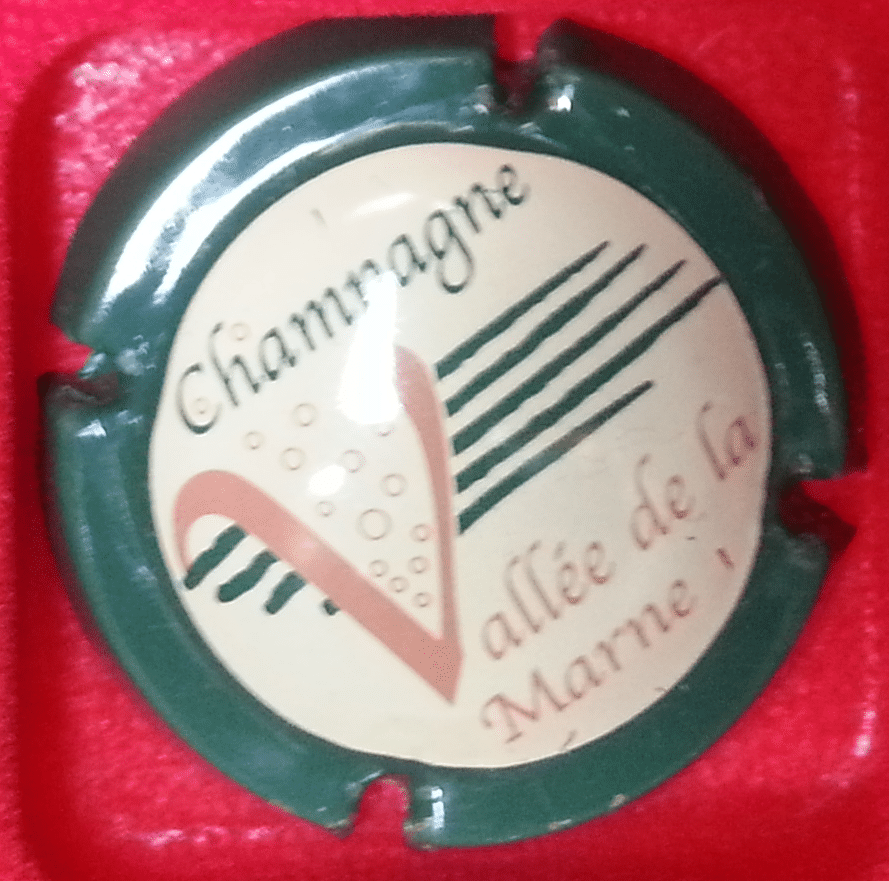 Champagne
Vallée de la
Marne